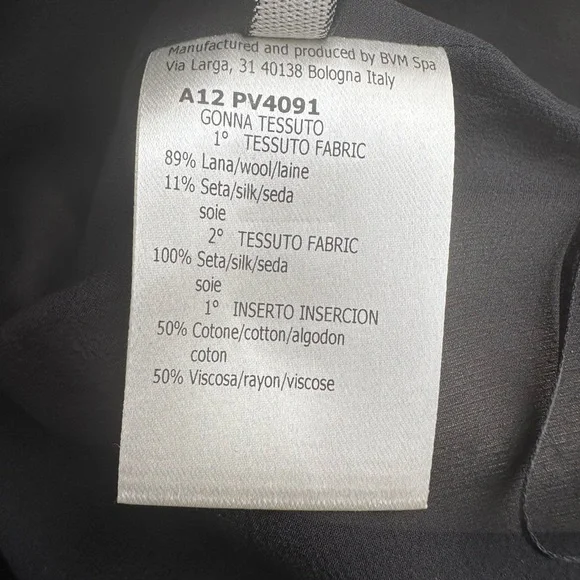 Manufactured and produced by BVM Spa
Via Larga, 31 40138 Bologna Italy
A12 PV4091
GONNA TESSUTO
1° TESSUTO FABRIC
89% Lana/wool/laine
11% Seta/silk/seda
soie
2° TESSUTO FABRIC
100% Seta/silk/seda
soie
1° INSERTO INSERCION
50% Cotone/cotton/algodon
coton
50% Viscosa/rayon/viscose